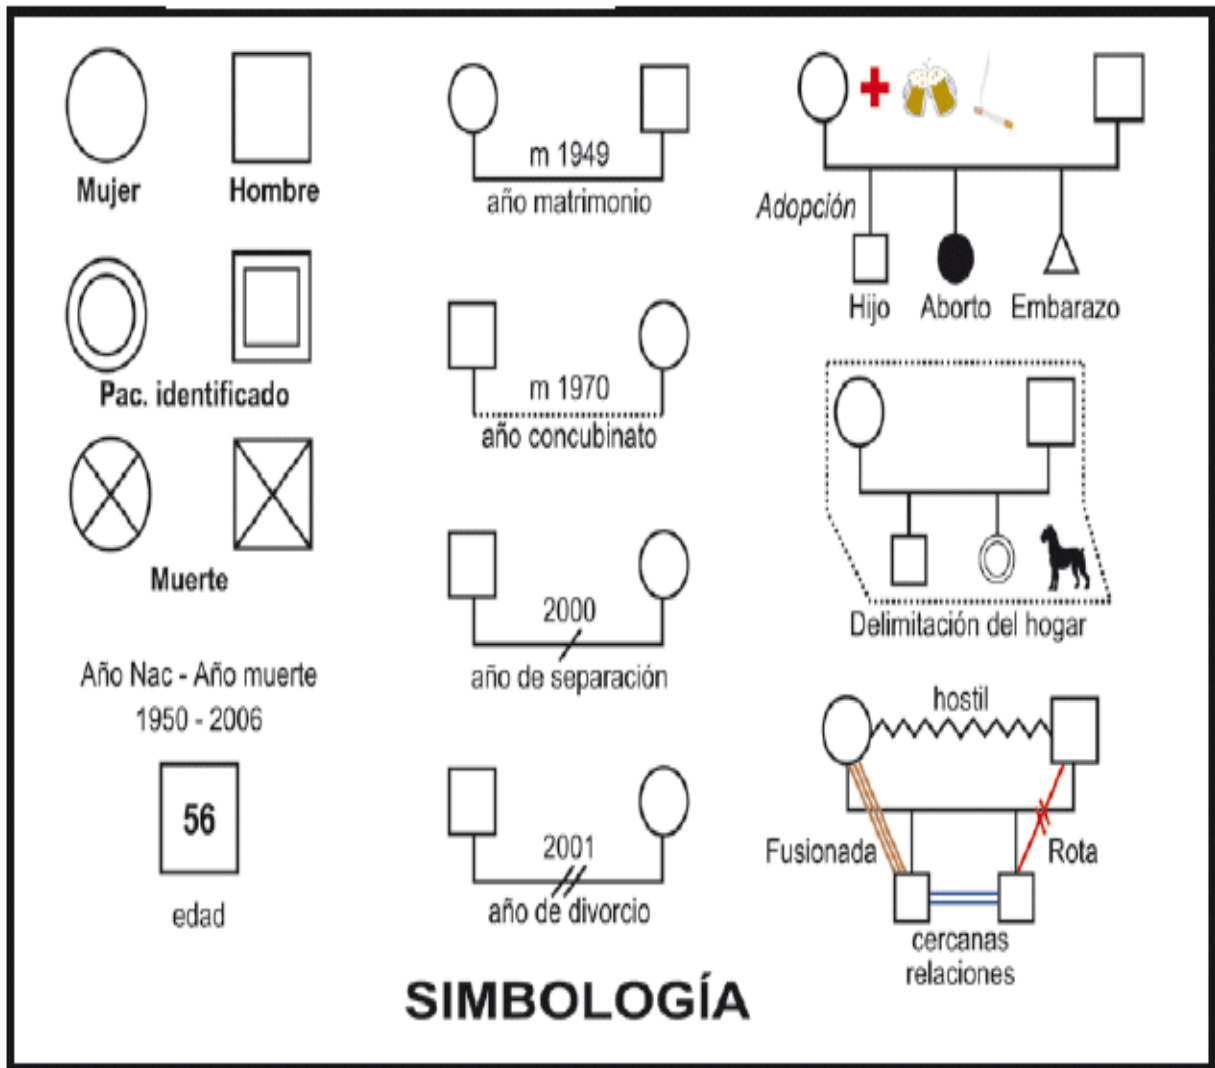 Mujer
Hombre
Pac. identificado
Muerte
Año Nac - Año muerte
1950 - 2006
56
edad
m 1949
año matrimonio
m 1970
año concubinato
2000
año de separación
2001
año de divorcio
Adopción
Hijo
Aborto
Embarazo
Delimitación del hogar
hostil
Fusionada
Rota
cercanas
relaciones
SIMBOLOGÍA